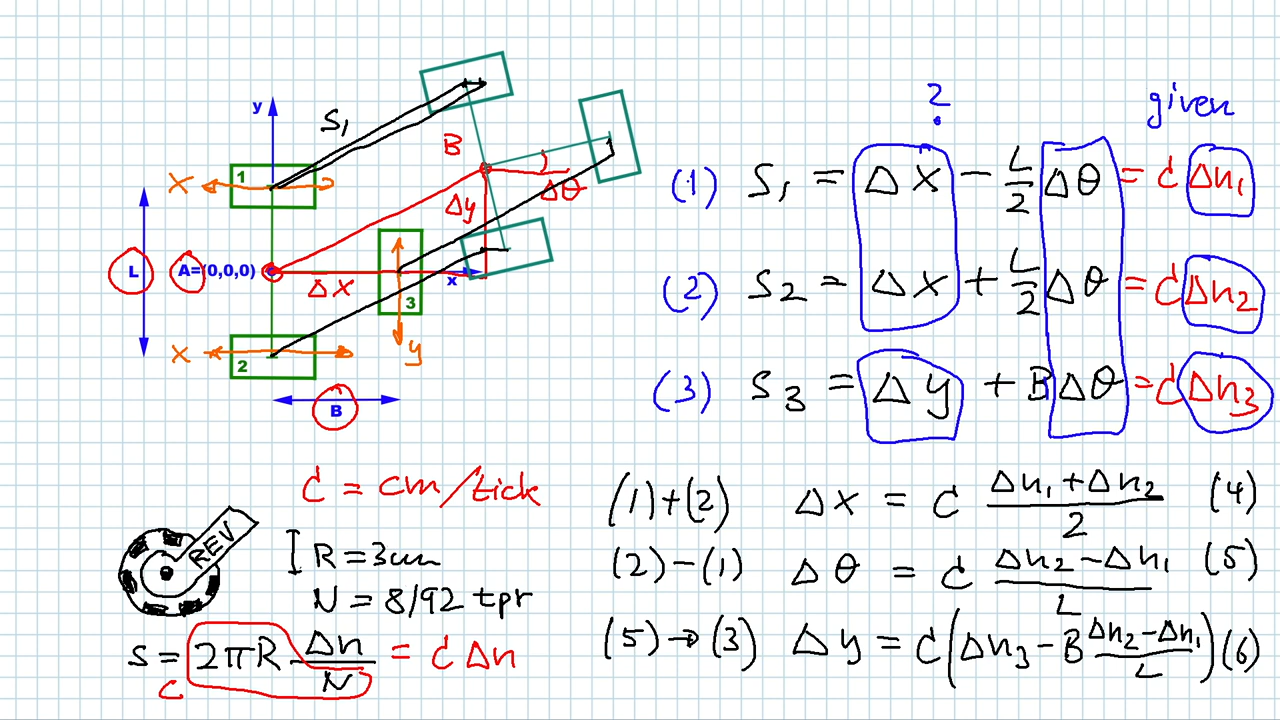 y
S₁
1
X
B
Δy
Δθ
L
A=(0,0,0)
ΔX
x
3
2
X
y
B
?
given
(1) S₁ = ΔX - L/2 Δθ = c Δn₁
(2) S₂ = ΔX + L/2 Δθ = c Δn₂
(3) S₃ = Δy + B Δθ = c Δn₃
c = cm/tick
REV
R = 3cm
N = 8192 tpr
S = 2πR Δn/N = c Δn
c
(1)+(2) ΔX = c (Δn₁+Δn₂)/2 (4)
(2)-(1) Δθ = c (Δn₂-Δn₁)/L (5)
(5)→(3) Δy = c(Δn₃ - B (Δn₂-Δn₁)/L) (6)